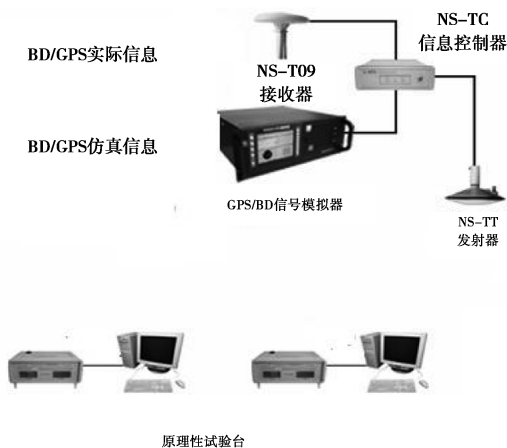 NS-TC
信息控制器
BD/GPS实际信息
NS-T09
接收器
BD/GPS仿真信息
GPS/BD信号模拟器
NS-TT
发射器
原理性试验台